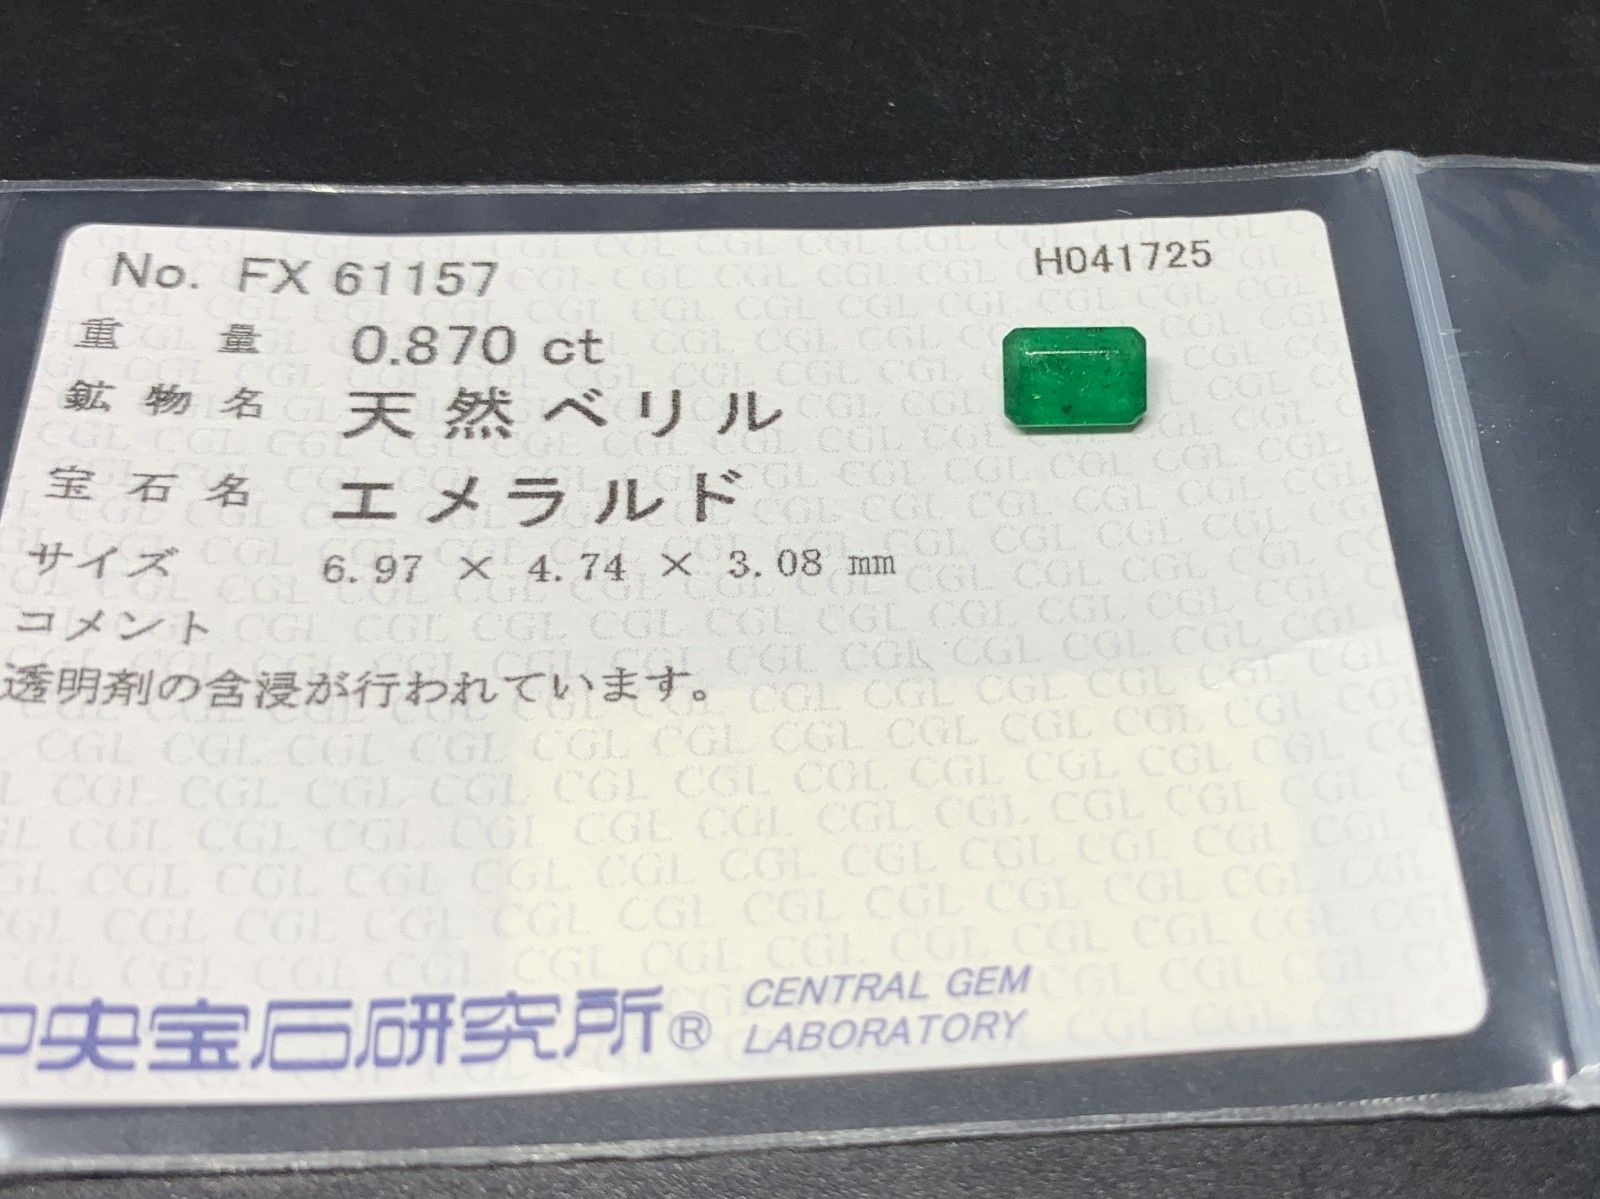 No. FX 61157
H041725
重量 0.870 ct
鉱物名 天然ベリル
宝石名 エメラルド
サイズ 6.97 × 4.74 × 3.08 mm
コメント
透明剤の含浸が行われています。
中央宝石研究所® CENTRAL GEM
LABORATORY